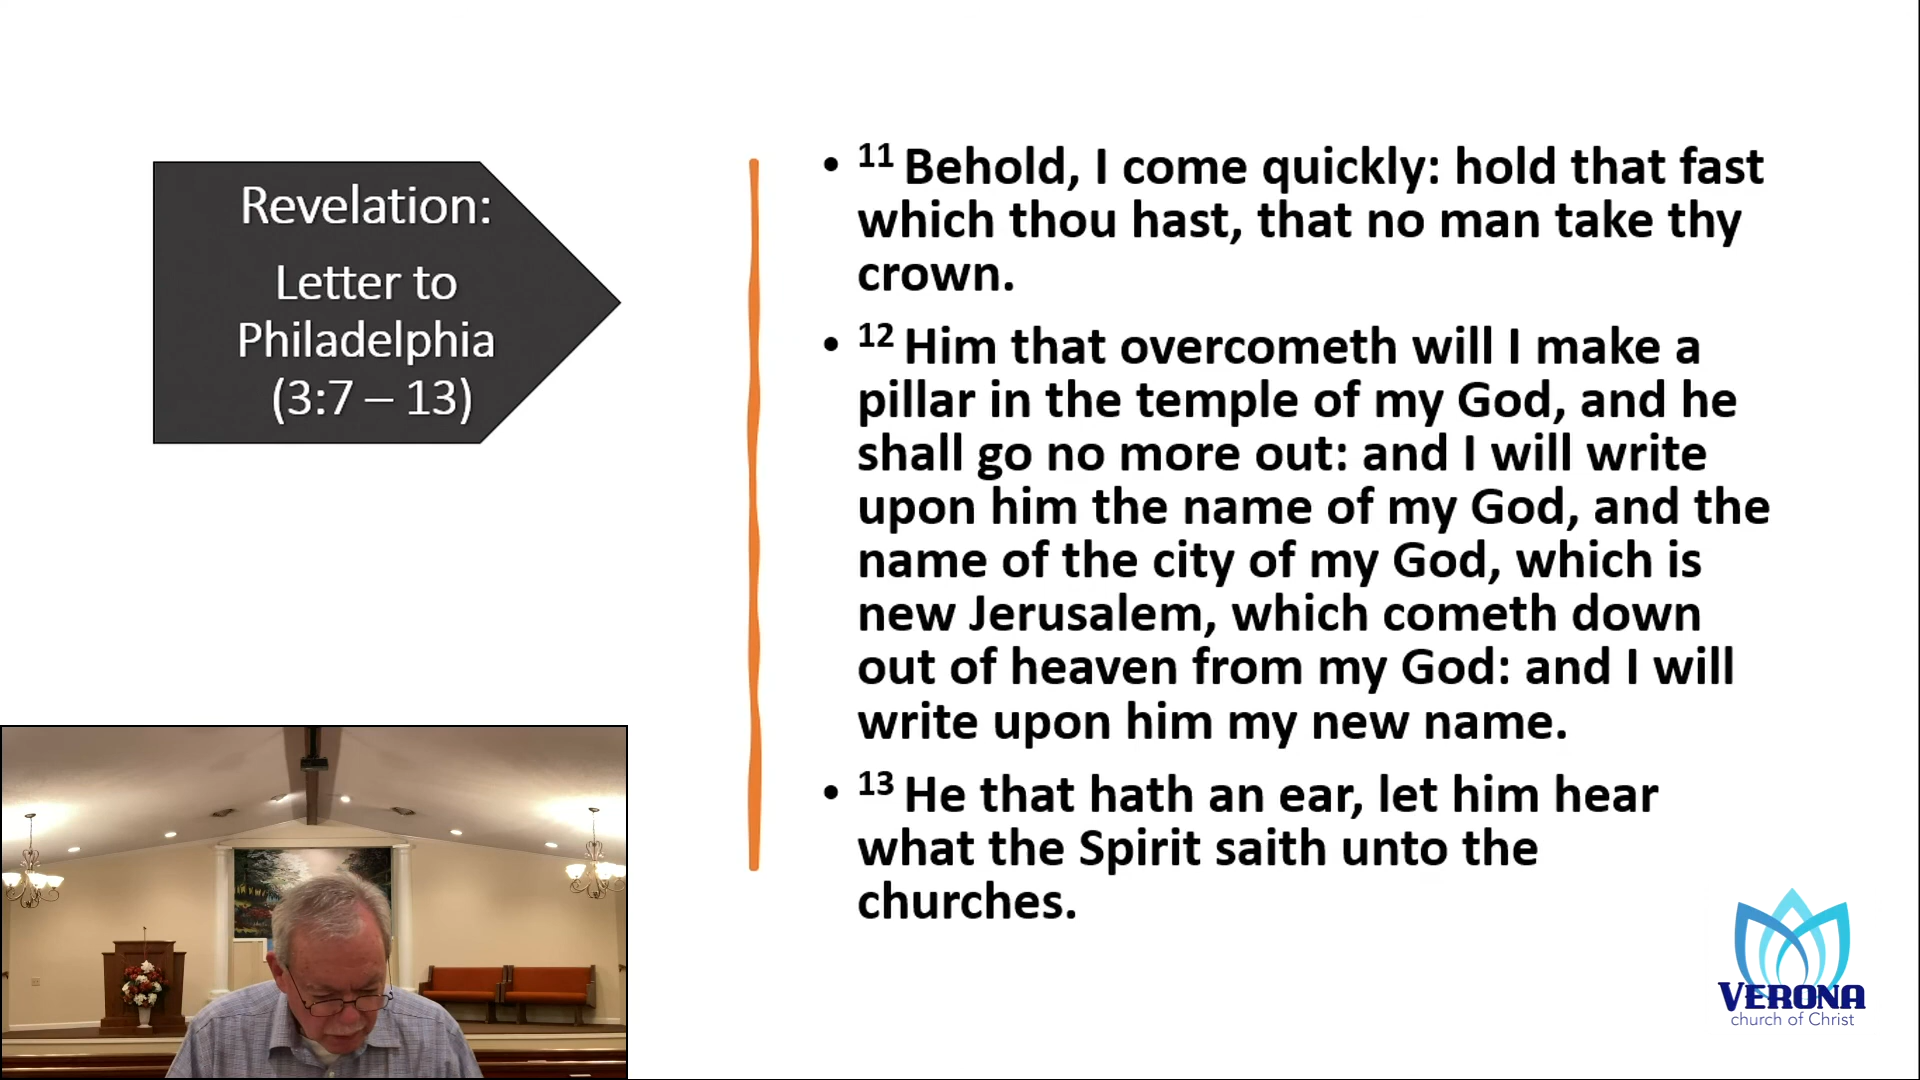 Revelation:
Letter to
Philadelphia
(3:7 – 13)
• 11 Behold, I come quickly: hold that fast
which thou hast, that no man take thy
crown.
• 12 Him that overcometh will I make a
pillar in the temple of my God, and he
shall go no more out: and I will write
upon him the name of my God, and the
name of the city of my God, which is
new Jerusalem, which cometh down
out of heaven from my God: and I will
write upon him my new name.
• 13 He that hath an ear, let him hear
what the Spirit saith unto the
churches.
VERONA
church of Christ